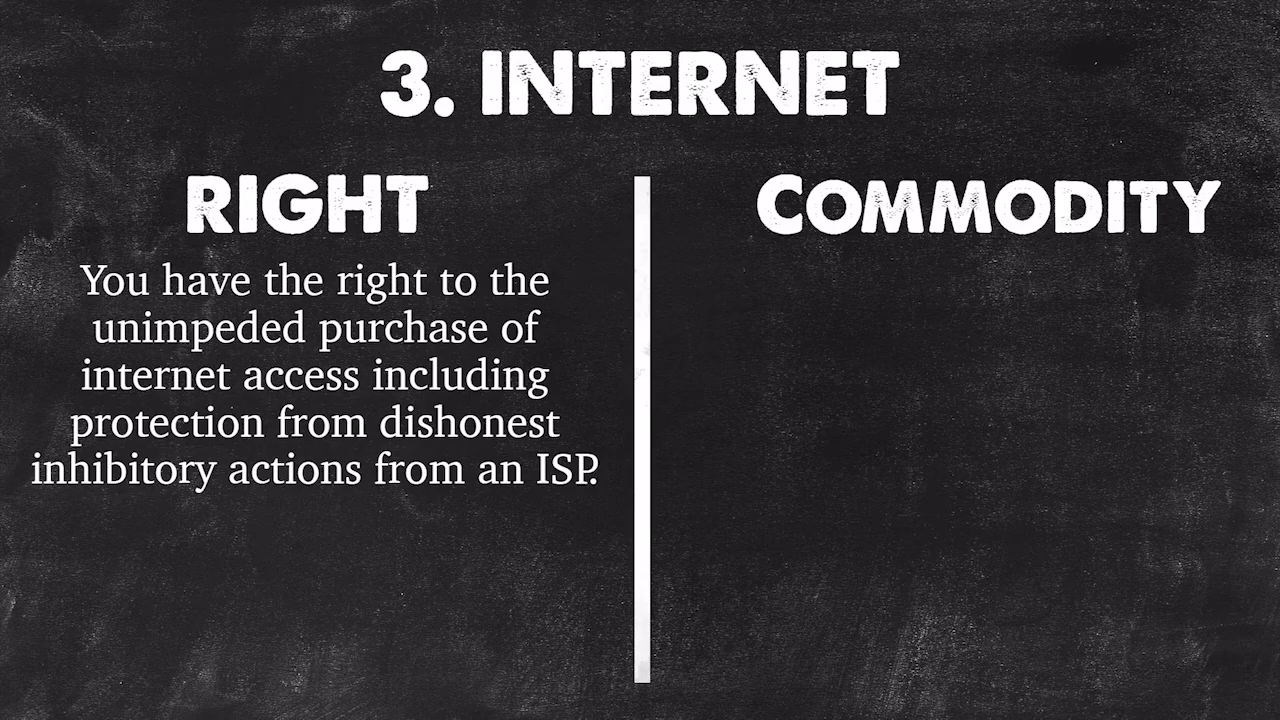 3. INTERNET
RIGHT
You have the right to the
unimpeded purchase of
internet access including
protection from dishonest
inhibitory actions from an ISP.
COMMODITY